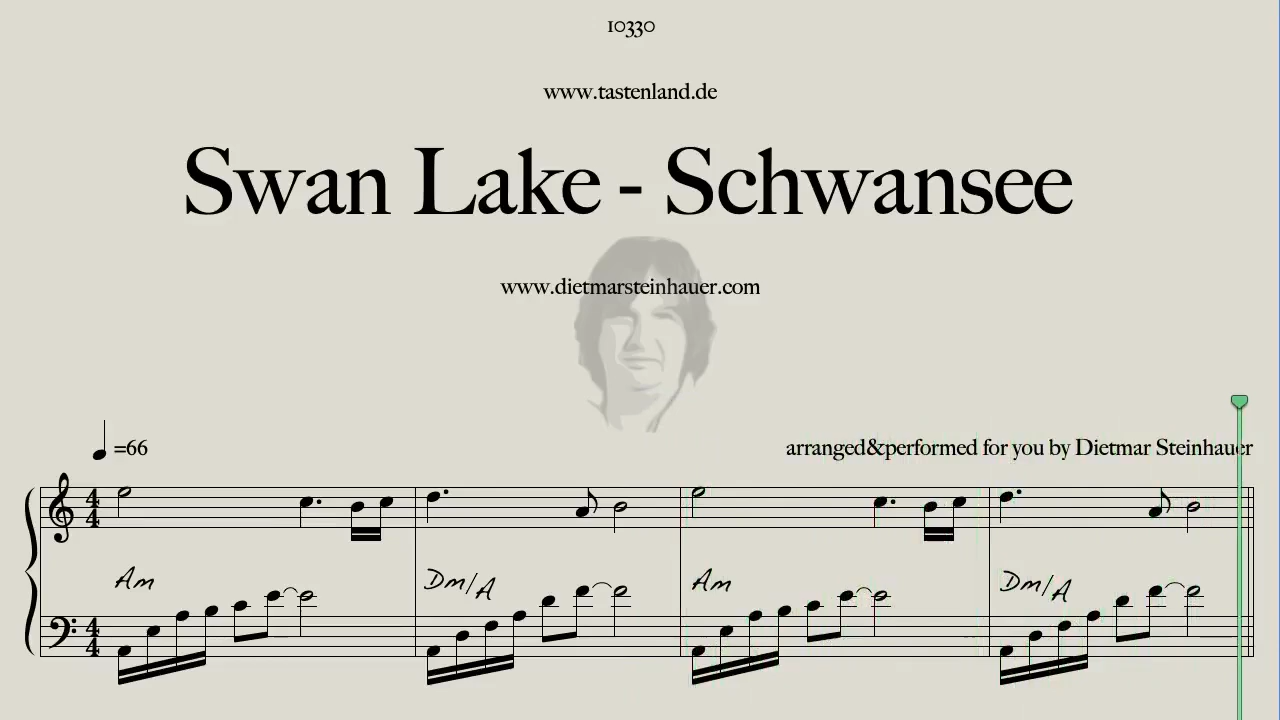 10330
www.tastenland.de
Swan Lake - Schwansee
www.dietmarsteinhauer.com
=66
arranged&performed for you by Dietmar Steinhauer
4 4
Am Dm/A Am Dm/A
4 4